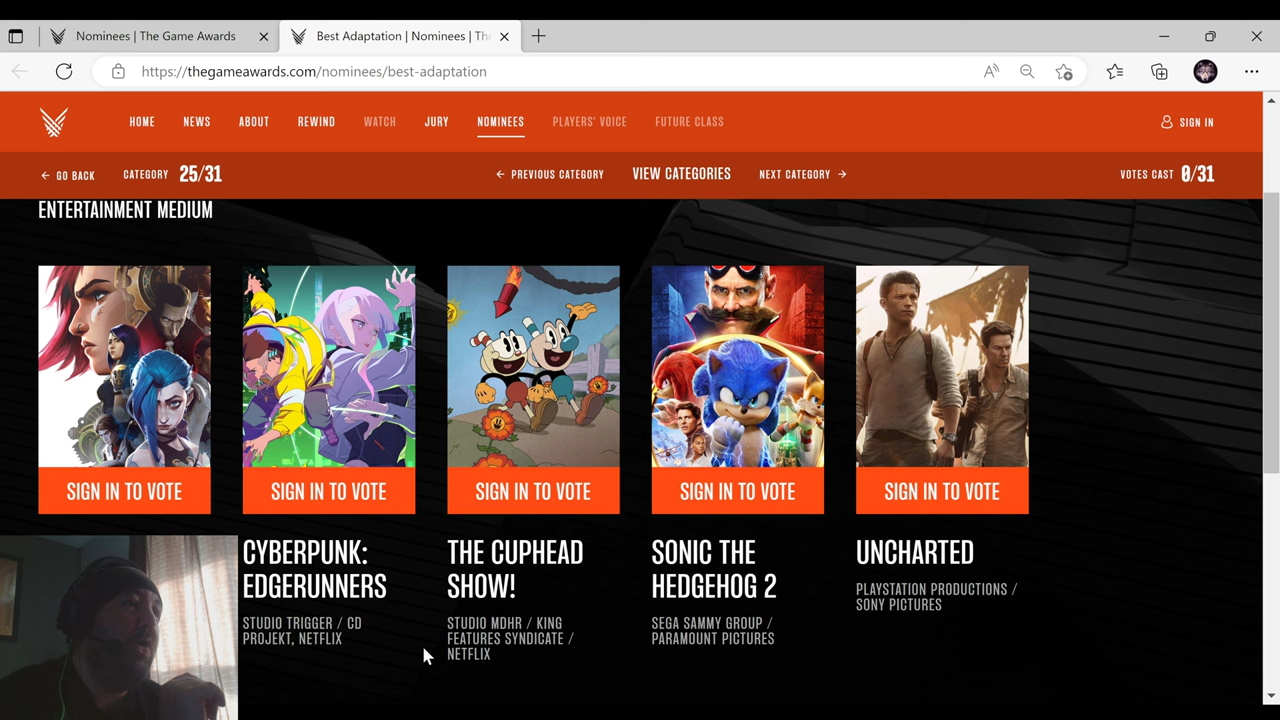 Nominees | The Game Awards
Best Adaptation | Nominees | Th
https://thegameawards.com/nominees/best-adaptation
HOME NEWS ABOUT REWIND WATCH JURY NOMINEES PLAYERS' VOICE FUTURE CLASS SIGN IN
GO BACK CATEGORY 25/31 PREVIOUS CATEGORY VIEW CATEGORIES NEXT CATEGORY VOTES CAST 0/31
ENTERTAINMENT MEDIUM
SIGN IN TO VOTE SIGN IN TO VOTE SIGN IN TO VOTE SIGN IN TO VOTE SIGN IN TO VOTE
CYBERPUNK:
EDGERUNNERS
STUDIO TRIGGER / CD
PROJEKT, NETFLIX
THE CUPHEAD
SHOW!
STUDIO MDHR / KING
FEATURES SYNDICATE /
NETFLIX
SONIC THE
HEDGEHOG 2
SEGA SAMMY GROUP /
PARAMOUNT PICTURES
UNCHARTED
PLAYSTATION PRODUCTIONS /
SONY PICTURES